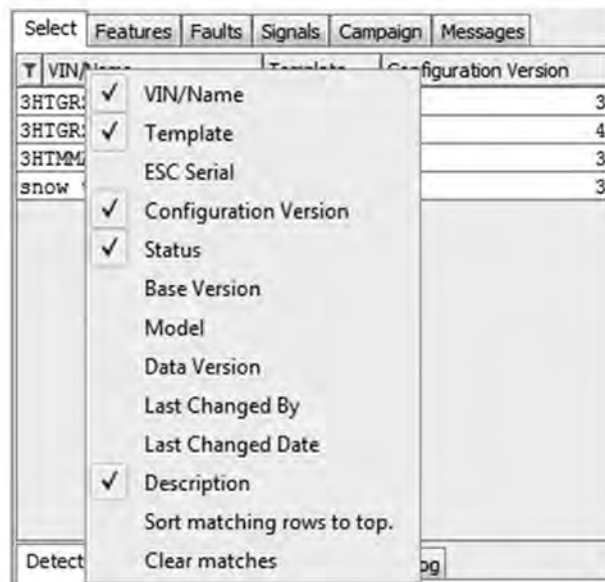 Select Features Faults Signals Campaign Messages
VIN/Name Template Configuration Version
3HTGR 3
3HTGR 4
3HTMM 3
snow 3
VIN/Name
Template
ESC Serial
Configuration Version
Status
Base Version
Model
Data Version
Last Changed By
Last Changed Date
Description
Sort matching rows to top.
Clear matches
Detect og